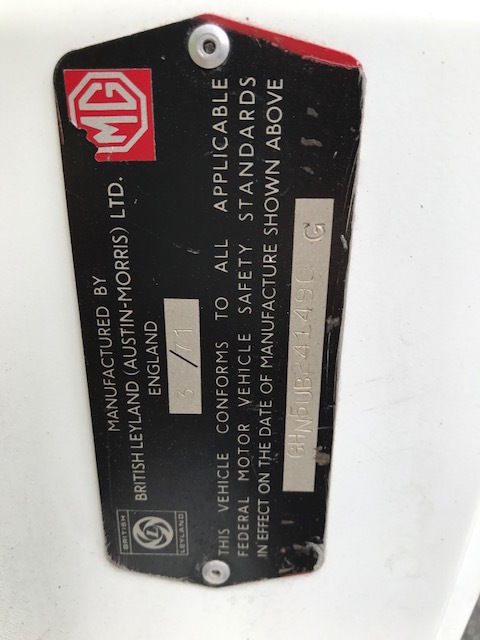 MG
MANUFACTURED BY
BRITISH LEYLAND (AUSTIN-MORRIS) LTD.
ENGLAND
3 /71
BRITISH
LEYLAND
THIS VEHICLE CONFORMS TO ALL APPLICABLE
FEDERAL MOTOR VEHICLE SAFETY STANDARDS
IN EFFECT ON THE DATE OF MANUFACTURE SHOWN ABOVE
G